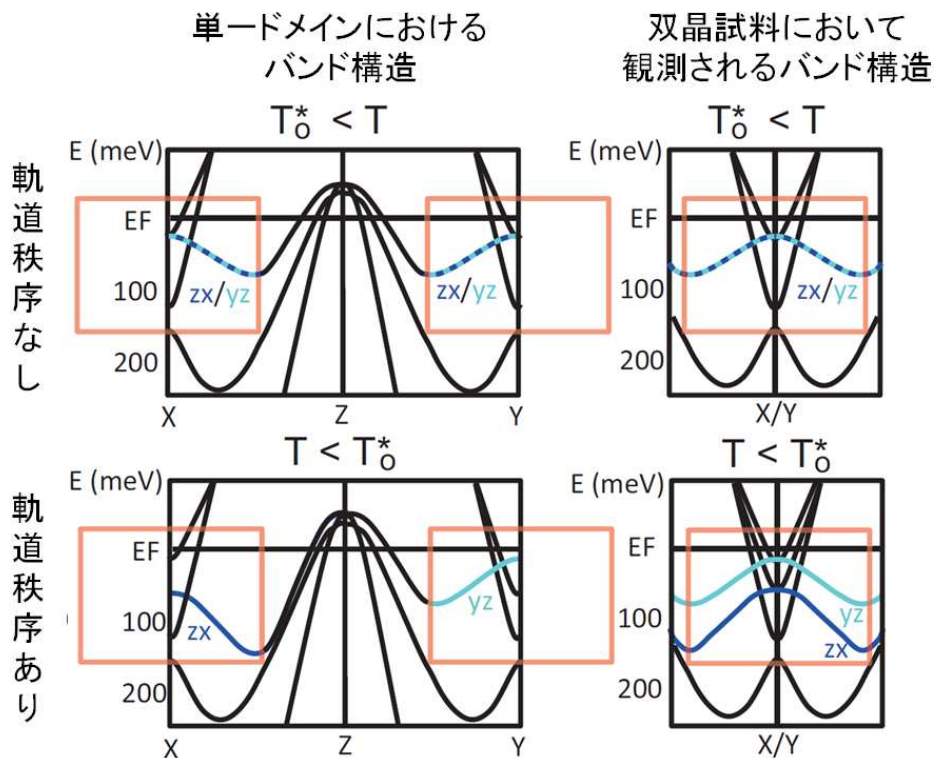 単一ドメインにおける
バンド構造
双晶試料において
観測されるバンド構造
軌道秩序なし
T*O < T
E (meV)
EF
100
200
zx/yz
zx/yz
X
Z
Y
T*O < T
E (meV)
EF
100
200
zx/yz
X/Y
軌道秩序あり
T < T*O
E (meV)
EF
100
200
zx
yz
X
Z
Y
T < T*O
E (meV)
EF
100
200
yz
zx
X/Y